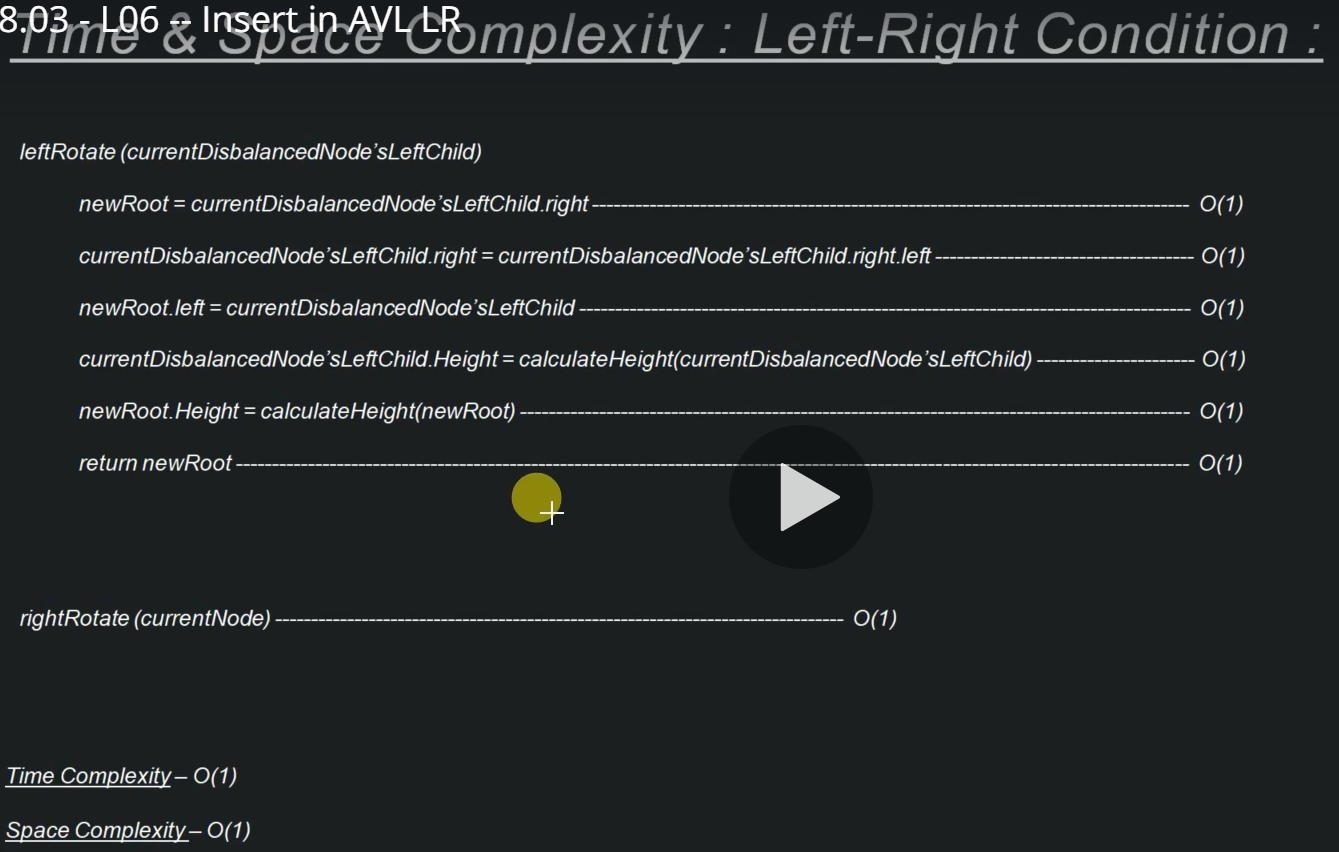 8.03 - L06 -- Insert in AVL LR
Time & Space Complexity : Left-Right Condition :
leftRotate (currentDisbalancedNode’sLeftChild)
newRoot = currentDisbalancedNode’sLeftChild.right ---------- O(1)
currentDisbalancedNode’sLeftChild.right = currentDisbalancedNode’sLeftChild.right.left ---------- O(1)
newRoot.left = currentDisbalancedNode’sLeftChild ---------- O(1)
currentDisbalancedNode’sLeftChild.Height = calculateHeight(currentDisbalancedNode’sLeftChild) ---------- O(1)
newRoot.Height = calculateHeight(newRoot) ---------- O(1)
return newRoot ---------- O(1)
rightRotate (currentNode) ---------- O(1)
Time Complexity – O(1)
Space Complexity – O(1)